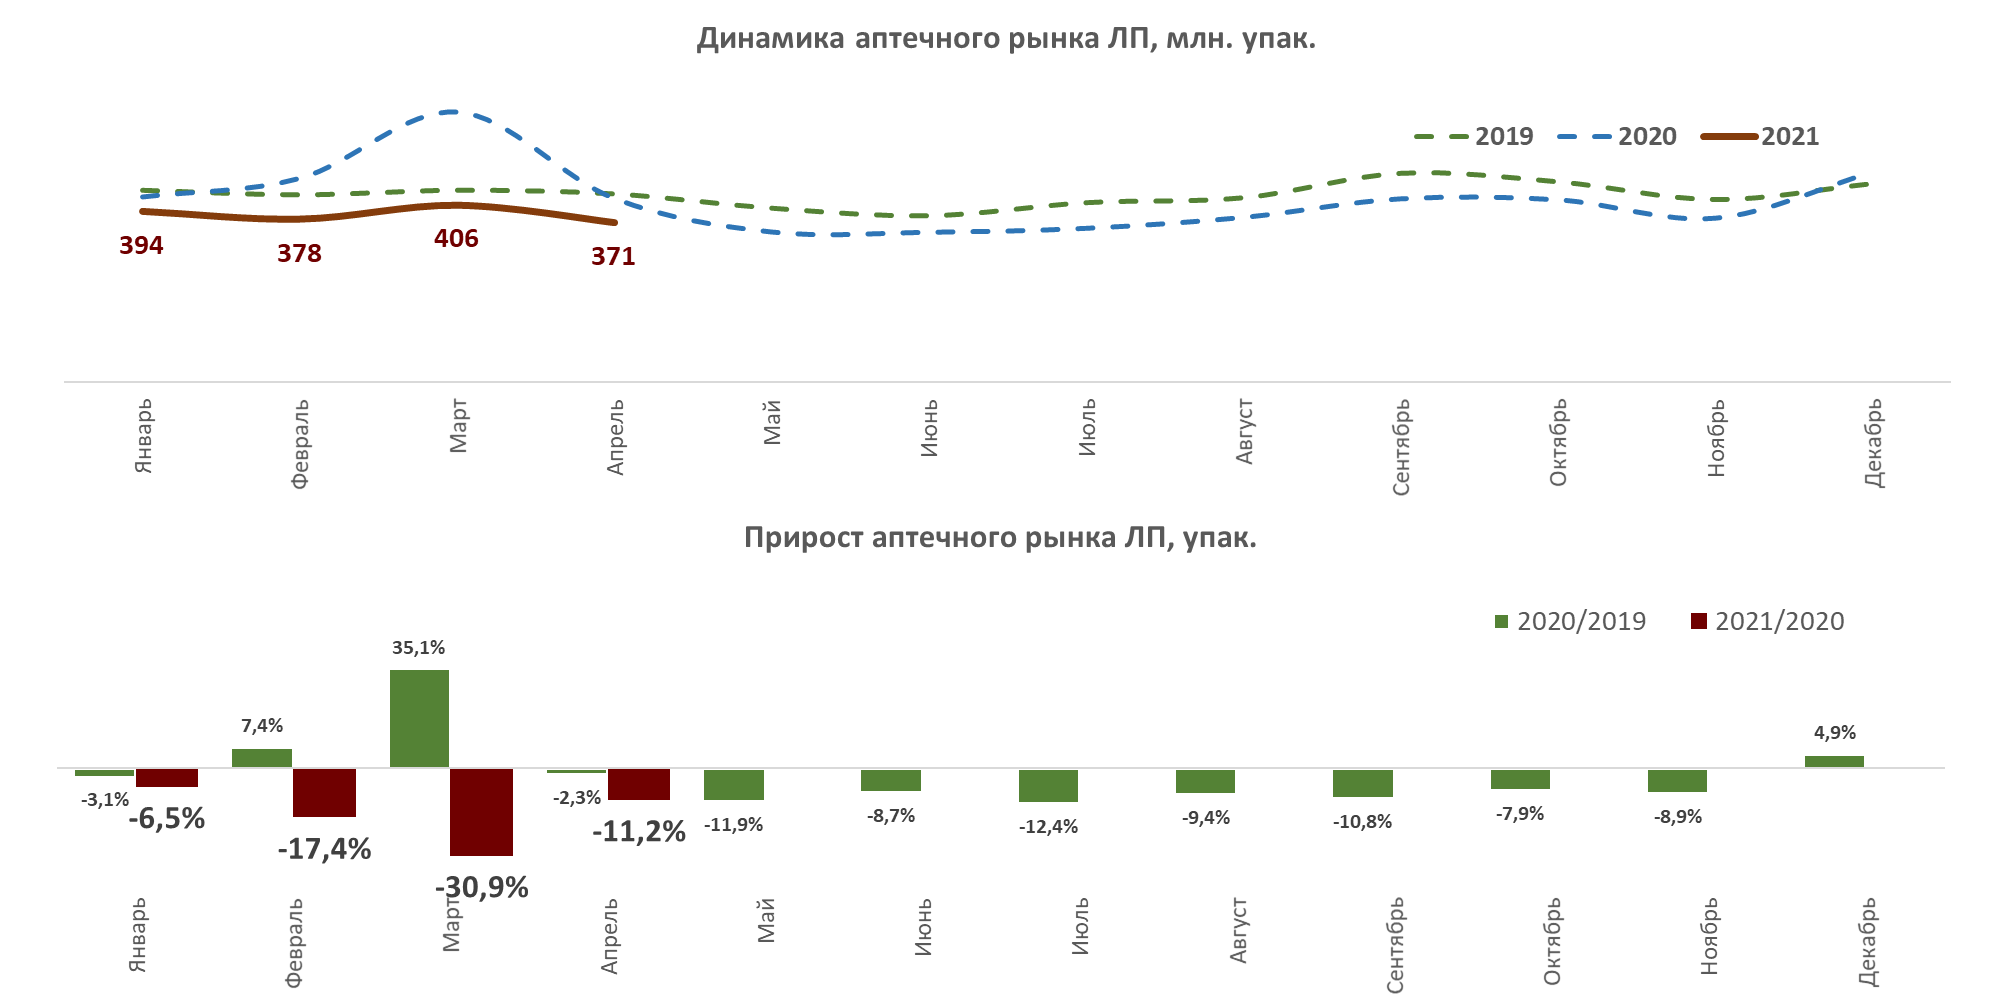 Динамика аптечного рынка ЛП, млн. упак.
2019 2020 2021
394 378 406 371
Январь Февраль Март Апрель Май Июнь Июль Август Сентябрь Октябрь Ноябрь Декабрь
Прирост аптечного рынка ЛП, упак.
2020/2019 2021/2020
35,1%
7,4%
4,9%
-3,1% -6,5% -17,4% -30,9% -2,3% -11,2% -11,9% -8,7% -12,4% -9,4% -10,8% -7,9% -8,9%
Январь Февраль Март Апрель Май Июнь Июль Август Сентябрь Октябрь Ноябрь Декабрь